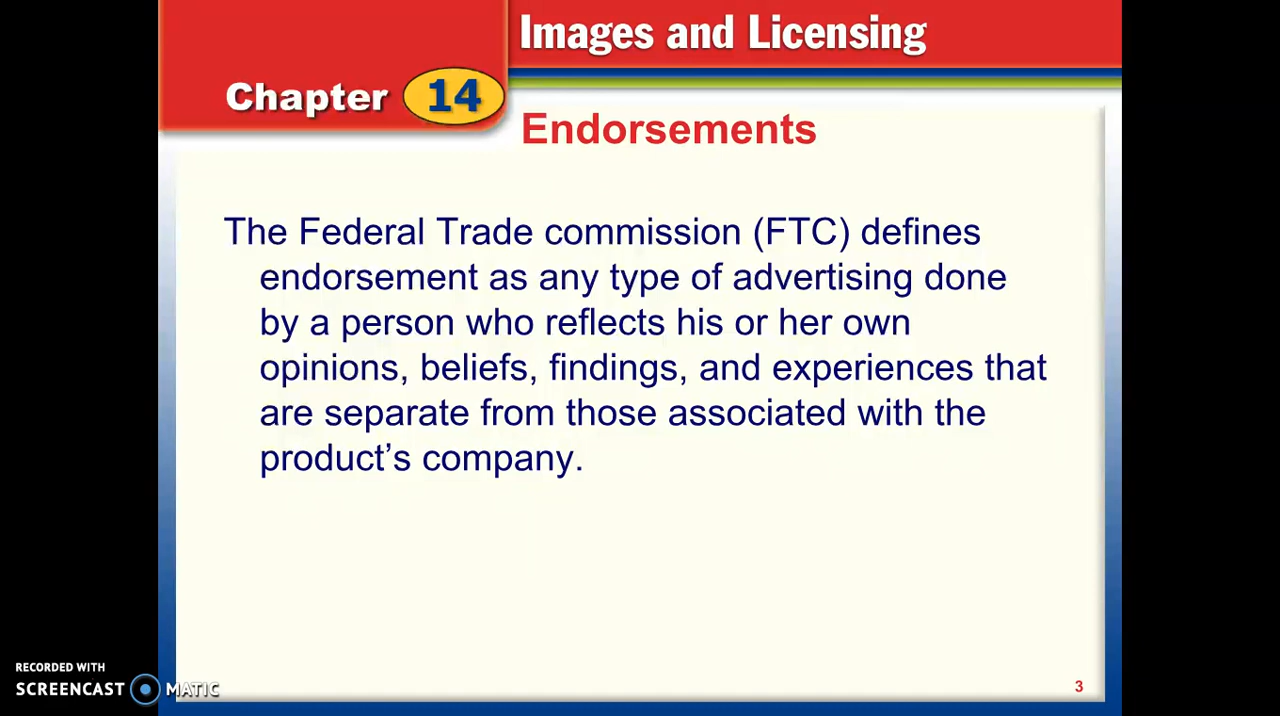 Images and Licensing
Chapter 14
Endorsements
The Federal Trade commission (FTC) defines
endorsement as any type of advertising done
by a person who reflects his or her own
opinions, beliefs, findings, and experiences that
are separate from those associated with the
product’s company.
RECORDED WITH
SCREENCAST MATIC
3